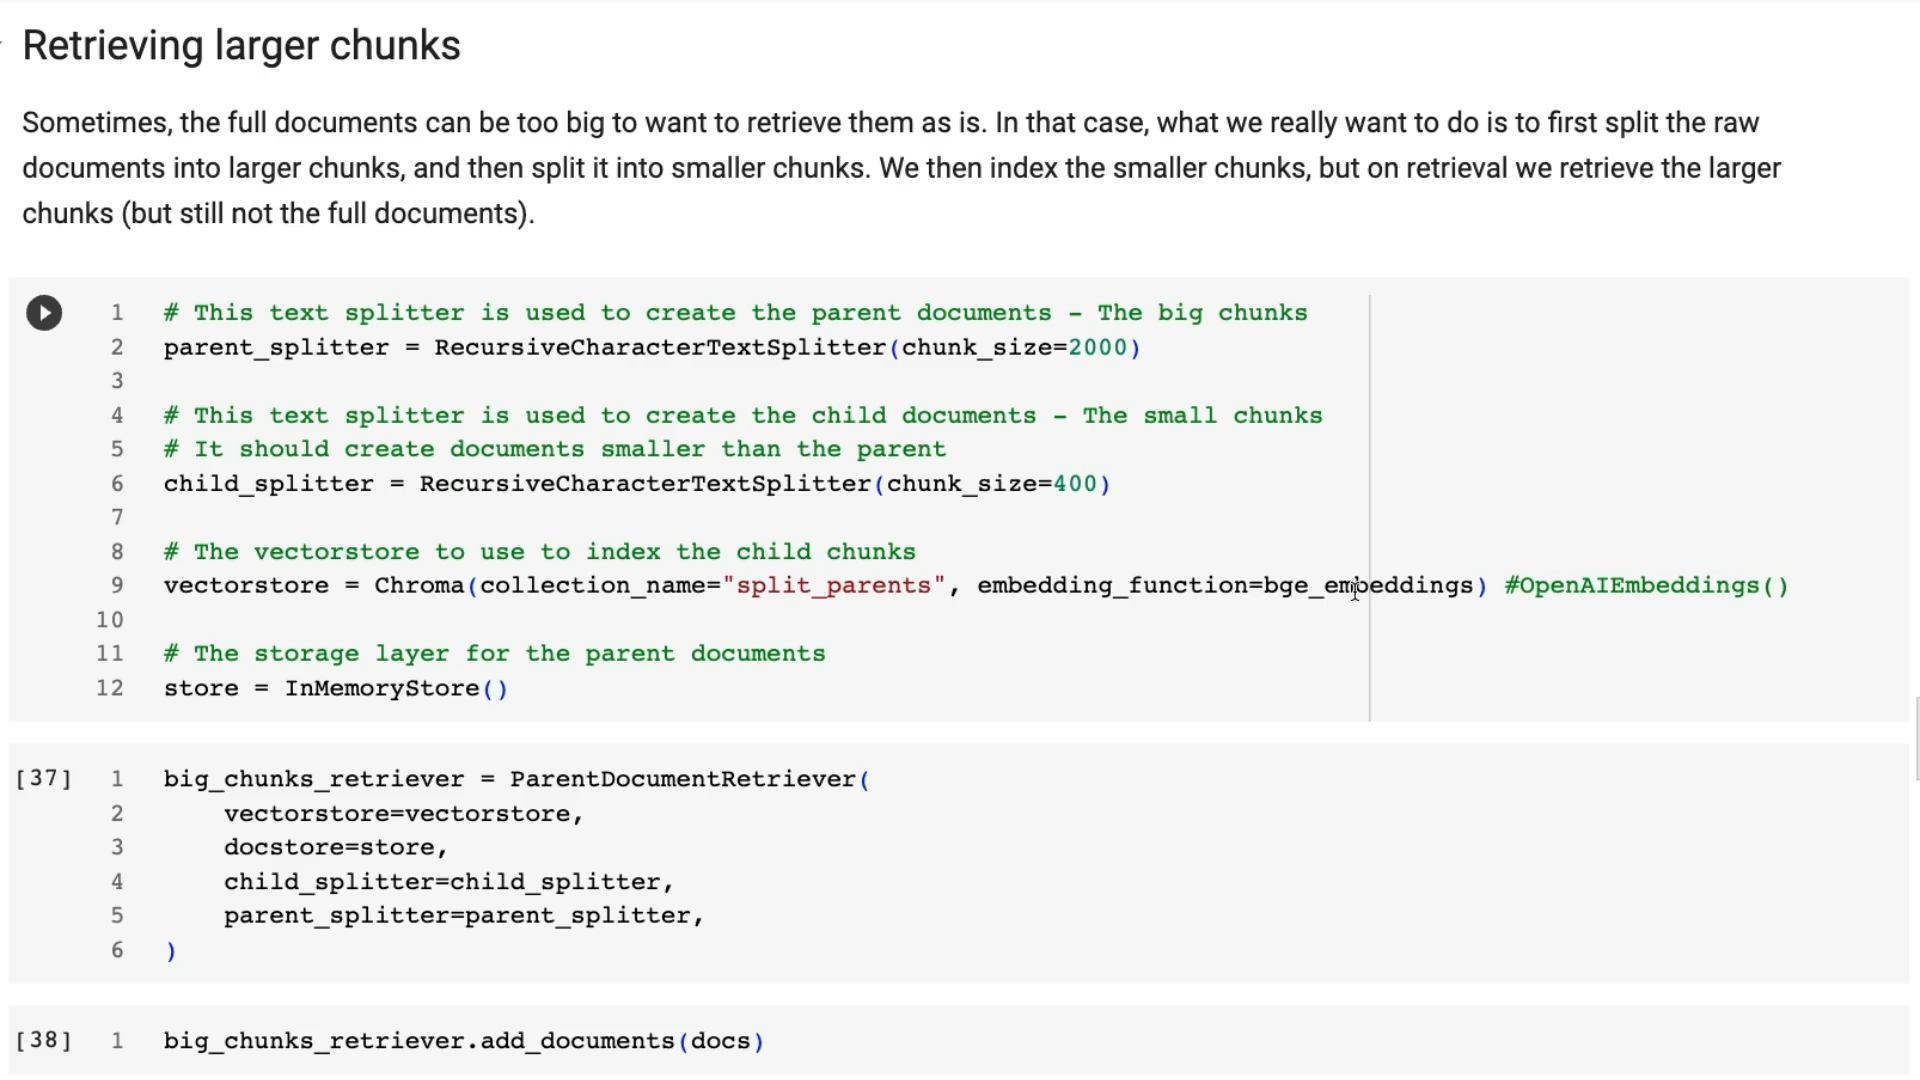 Retrieving larger chunks
Sometimes, the full documents can be too big to want to retrieve them as is. In that case, what we really want to do is to first split the raw
documents into larger chunks, and then split it into smaller chunks. We then index the smaller chunks, but on retrieval we retrieve the larger
chunks (but still not the full documents).
1 # This text splitter is used to create the parent documents - The big chunks
2 parent_splitter = RecursiveCharacterTextSplitter(chunk_size=2000)
3
4 # This text splitter is used to create the child documents - The small chunks
5 # It should create documents smaller than the parent
6 child_splitter = RecursiveCharacterTextSplitter(chunk_size=400)
7
8 # The vectorstore to use to index the child chunks
9 vectorstore = Chroma(collection_name="split_parents", embedding_function=bge_embeddings) #OpenAIEmbeddings()
10
11 # The storage layer for the parent documents
12 store = InMemoryStore()
[37] 1 big_chunks_retriever = ParentDocumentRetriever(
2     vectorstore=vectorstore,
3     docstore=store,
4     child_splitter=child_splitter,
5     parent_splitter=parent_splitter,
6 )
[38] 1 big_chunks_retriever.add_documents(docs)